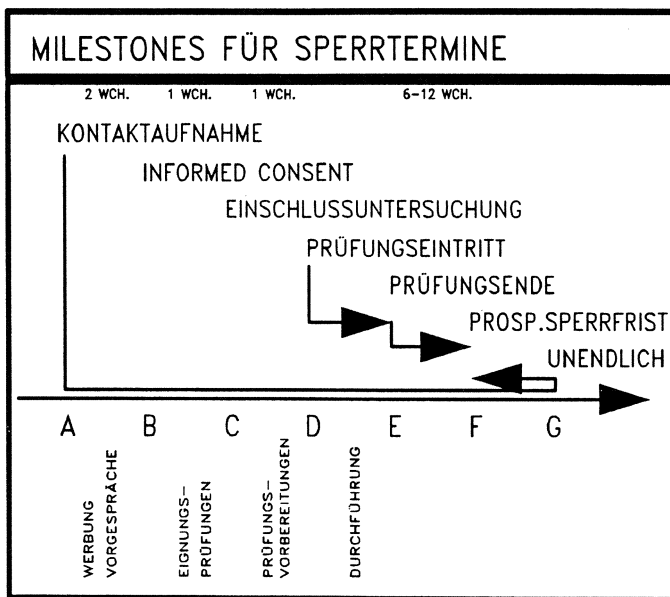 MILESTONES FÜR SPERRTERMINE
2 WCH. 1 WCH. 1 WCH. 6-12 WCH.
KONTAKTAUFNAHME
INFORMED CONSENT
EINSCHLUSSUNTERSUCHUNG
PRÜFUNGSEINTRITT
PRÜFUNGSENDE
PROSP.SPERRFRIST
UNENDLICH
A B C D E F G
WERBUNG
VORGESPRÄCHE
EIGNUNGS-
PRÜFUNGEN
PRÜFUNGS-
VORBEREITUNGEN
DURCHFÜHRUNG